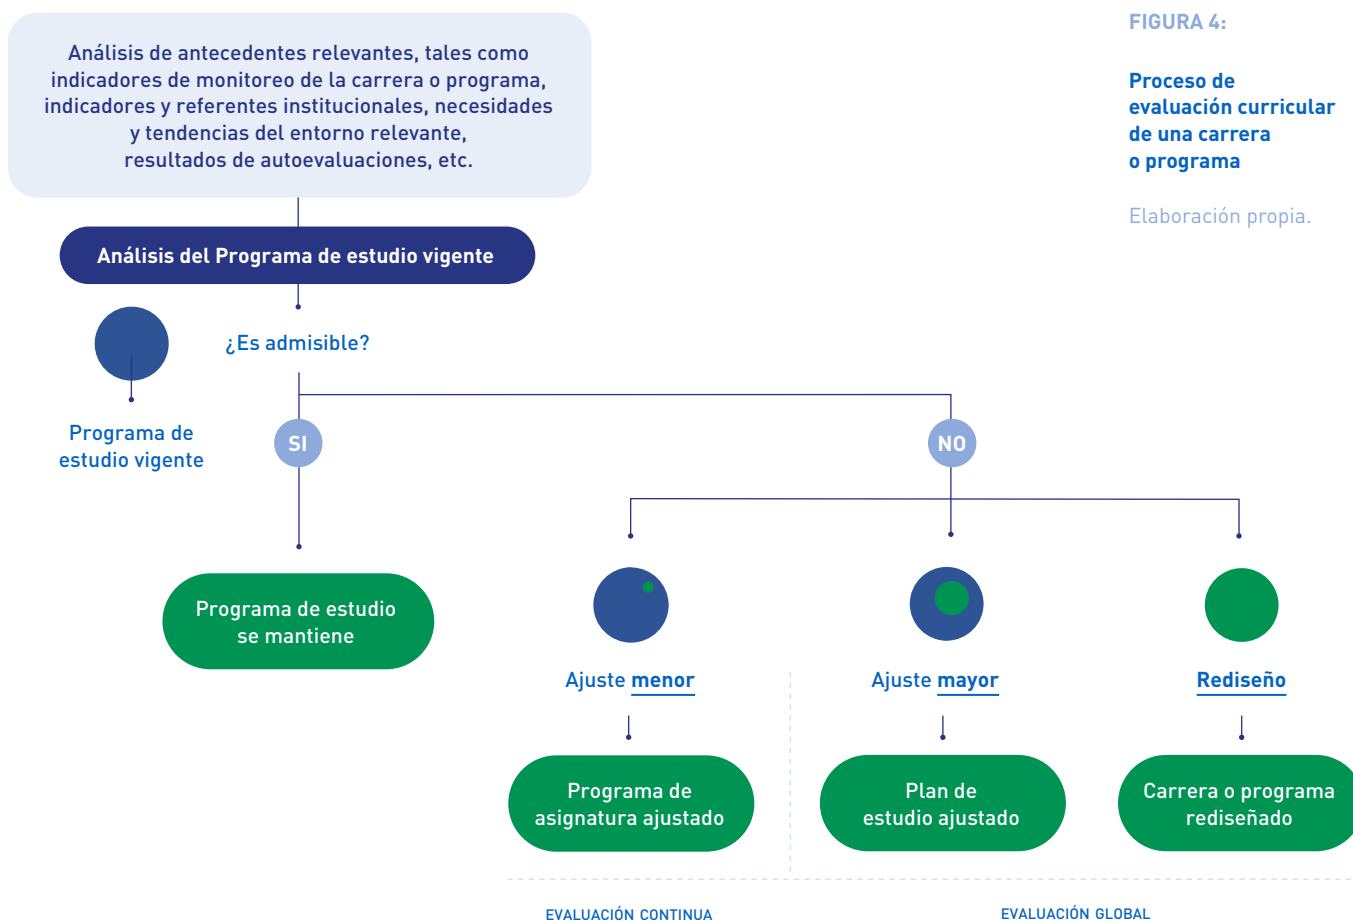 Análisis de antecedentes relevantes, tales como
indicadores de monitoreo de la carrera o programa,
indicadores y referentes institucionales, necesidades
y tendencias del entorno relevante,
resultados de autoevaluaciones, etc.
FIGURA 4:
Proceso de
evaluación curricular
de una carrera
o programa
Elaboración propia.
Análisis del Programa de estudio vigente
¿Es admisible?
Programa de
estudio vigente
SI
NO
Programa de estudio
se mantiene
Ajuste menor
Ajuste mayor
Rediseño
Programa de
asignatura ajustado
Plan de
estudio ajustado
Carrera o programa
rediseñado
EVALUACIÓN CONTINUA
EVALUACIÓN GLOBAL